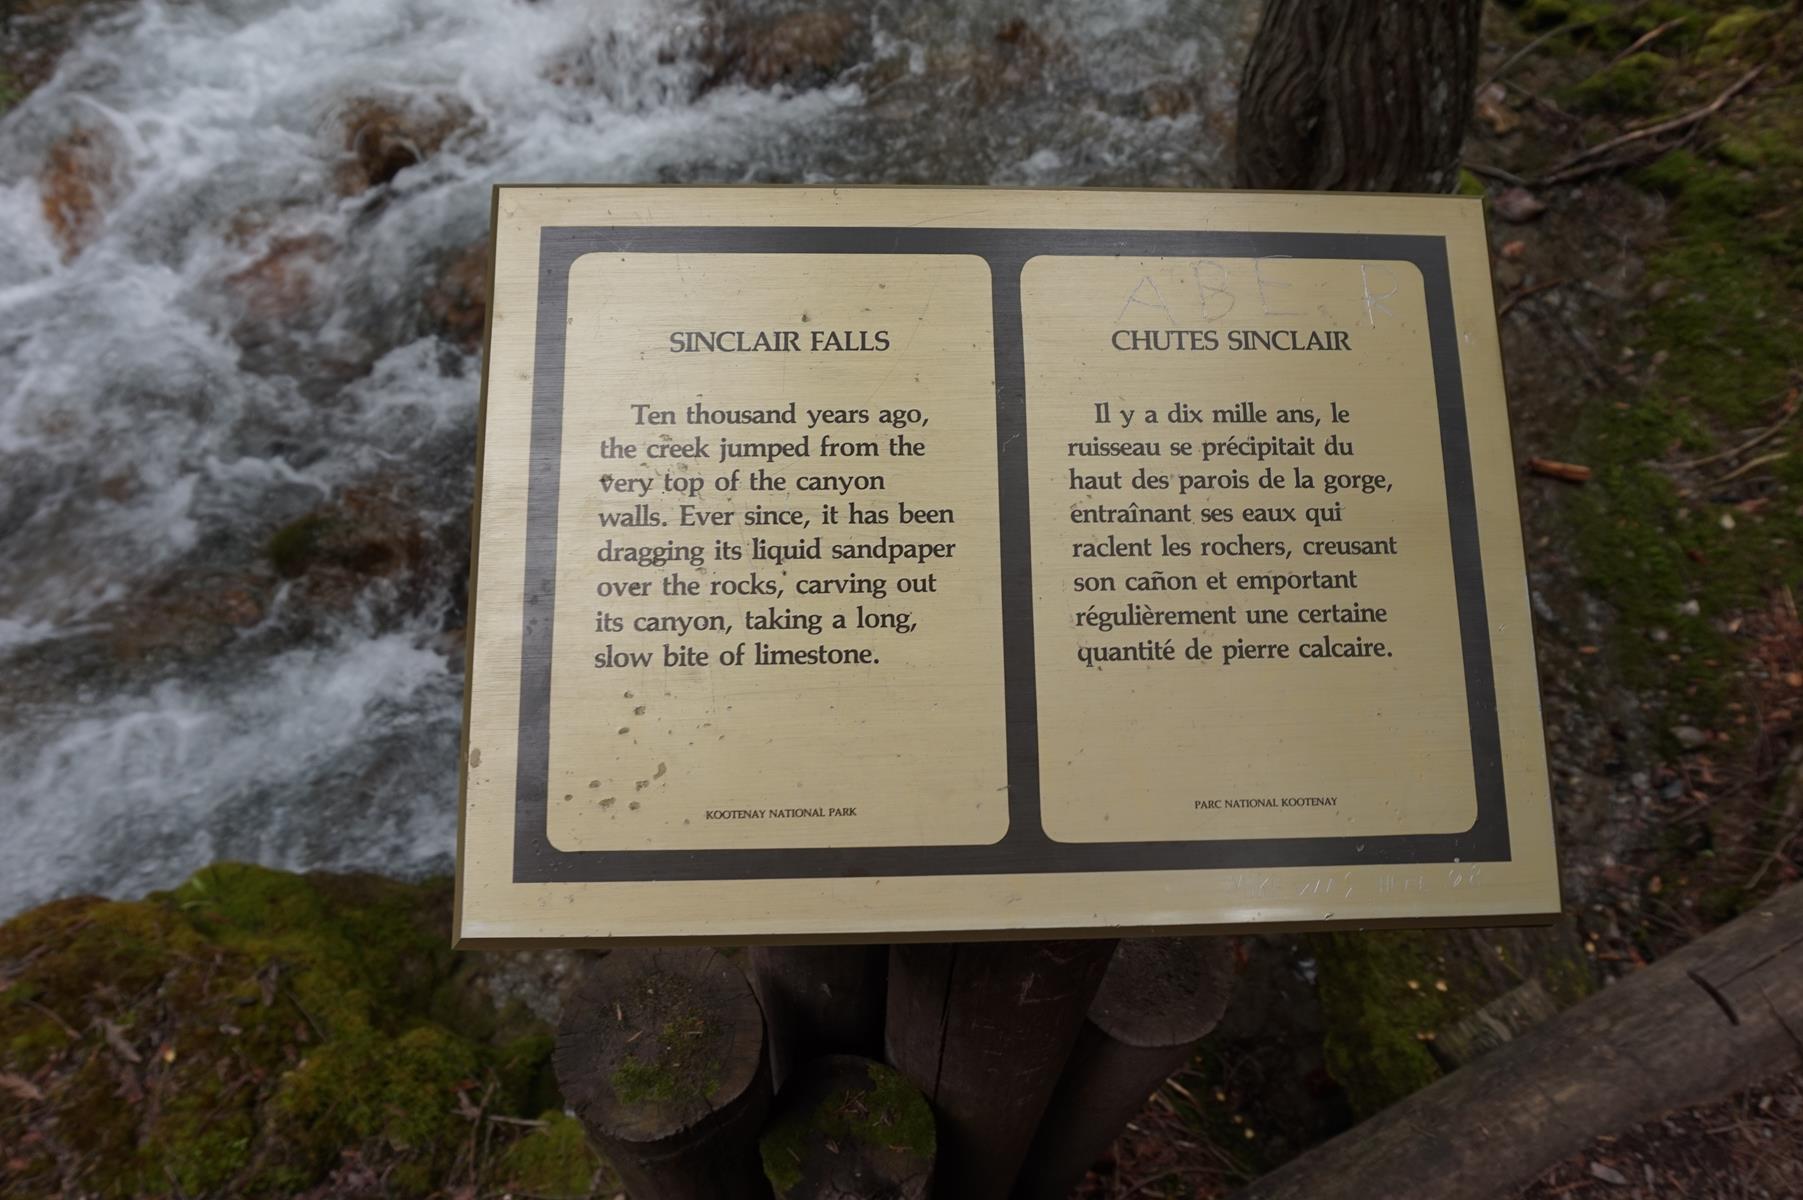 SINCLAIR FALLS
Ten thousand years ago,
the creek jumped from the
very top of the canyon
walls. Ever since, it has been
dragging its liquid sandpaper
over the rocks, carving out
its canyon, taking a long,
slow bite of limestone.
KOOTENAY NATIONAL PARK
ABE R
CHUTES SINCLAIR
Il y a dix mille ans, le
ruisseau se précipitait du
haut des parois de la gorge,
entraînant ses eaux qui
raclent les rochers, creusant
son cañon et emportant
régulièrement une certaine
quantité de pierre calcaire.
PARC NATIONAL KOOTENAY